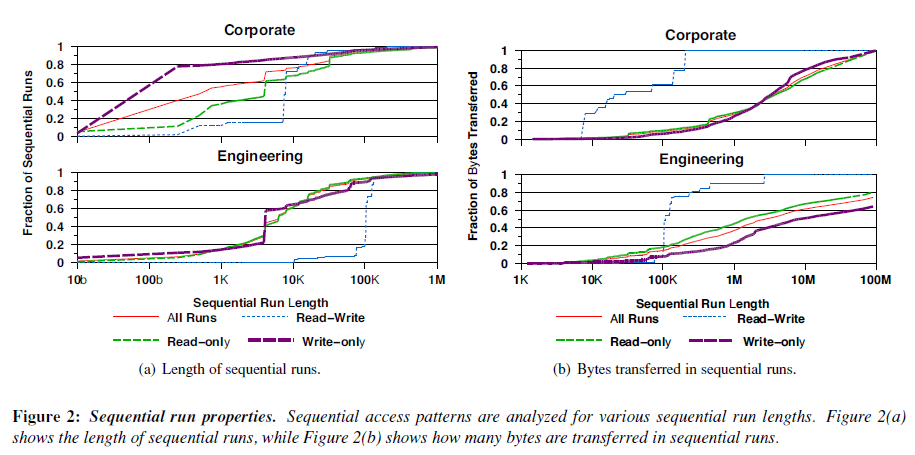 Corporate
Fraction of Sequential Runs
1
0.8
0.6
0.4
0.2
0
Engineering
1
0.8
0.6
0.4
0.2
0
10b 100b 1K 10K 100K 1M
Sequential Run Length
All Runs Read-Write
Read-only Write-only
(a) Length of sequential runs.
Corporate
Fraction of Bytes Transferred
1
0.8
0.6
0.4
0.2
0
Engineering
1
0.8
0.6
0.4
0.2
0
1K 10K 100K 1M 10M 100M
Sequential Run Length
All Runs Read-Write
Read-only Write-only
(b) Bytes transferred in sequential runs.
Figure 2: Sequential run properties. Sequential access patterns are analyzed for various sequential run lengths. Figure 2(a)
shows the length of sequential runs, while Figure 2(b) shows how many bytes are transferred in sequential runs.